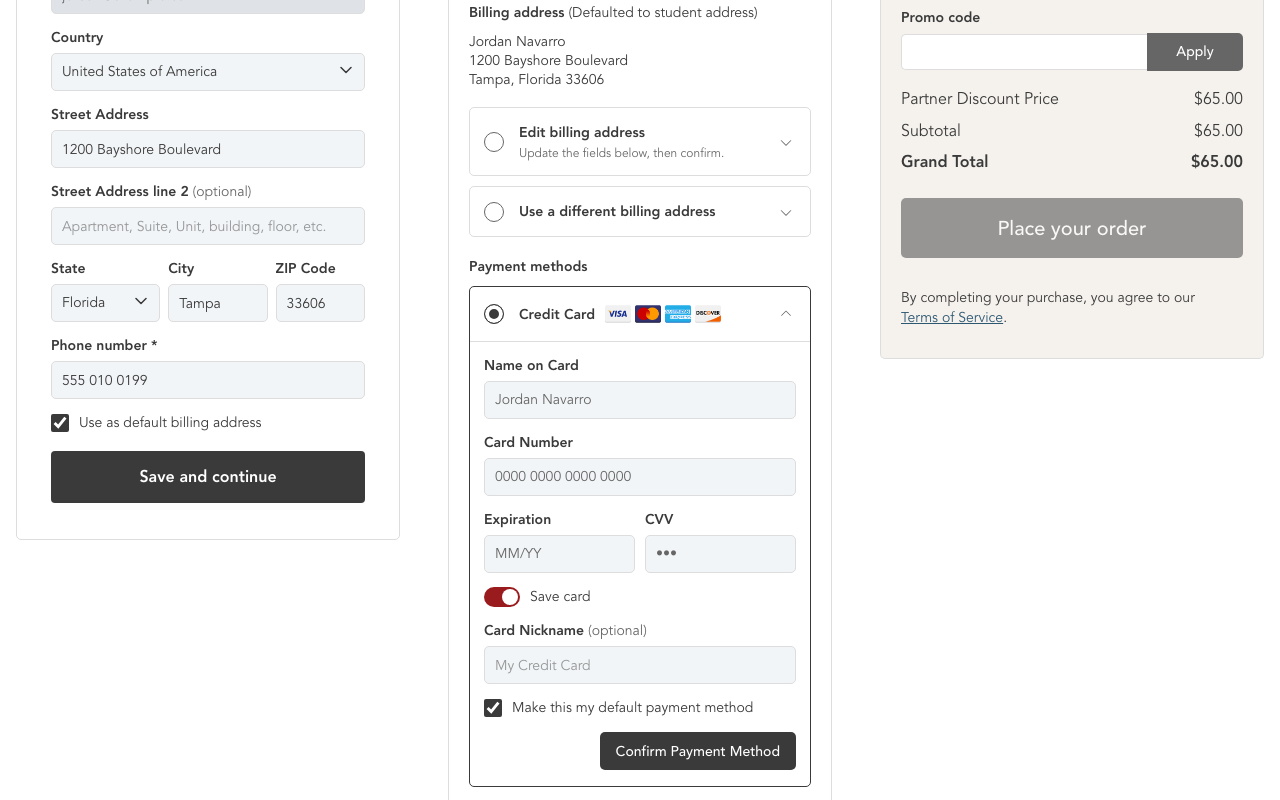 Country
United States of America
Street Address
1200 Bayshore Boulevard
Street Address line 2 (optional)
Apartment, Suite, Unit, building, floor, etc.
State City ZIP Code
Florida Tampa 33606
Phone number *
555 010 0199
Use as default billing address
Save and continue
Billing address (Defaulted to student address)
Jordan Navarro
1200 Bayshore Boulevard
Tampa, Florida 33606
Edit billing address
Update the fields below, then confirm.
Use a different billing address
Payment methods
Credit Card VISA DISCOVER
Name on Card
Jordan Navarro
Card Number
0000 0000 0000 0000
Expiration CVV
MM/YY •••
Save card
Card Nickname (optional)
My Credit Card
Make this my default payment method
Confirm Payment Method
Promo code
Apply
Partner Discount Price $65.00
Subtotal $65.00
Grand Total $65.00
Place your order
By completing your purchase, you agree to our
Terms of Service.